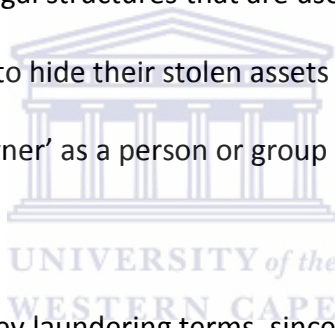 gal structures that are use
to hide their stolen assets
ner' as a person or group
UNIVERSITY of the
WESTERN CAPE
ey laundering terms, since